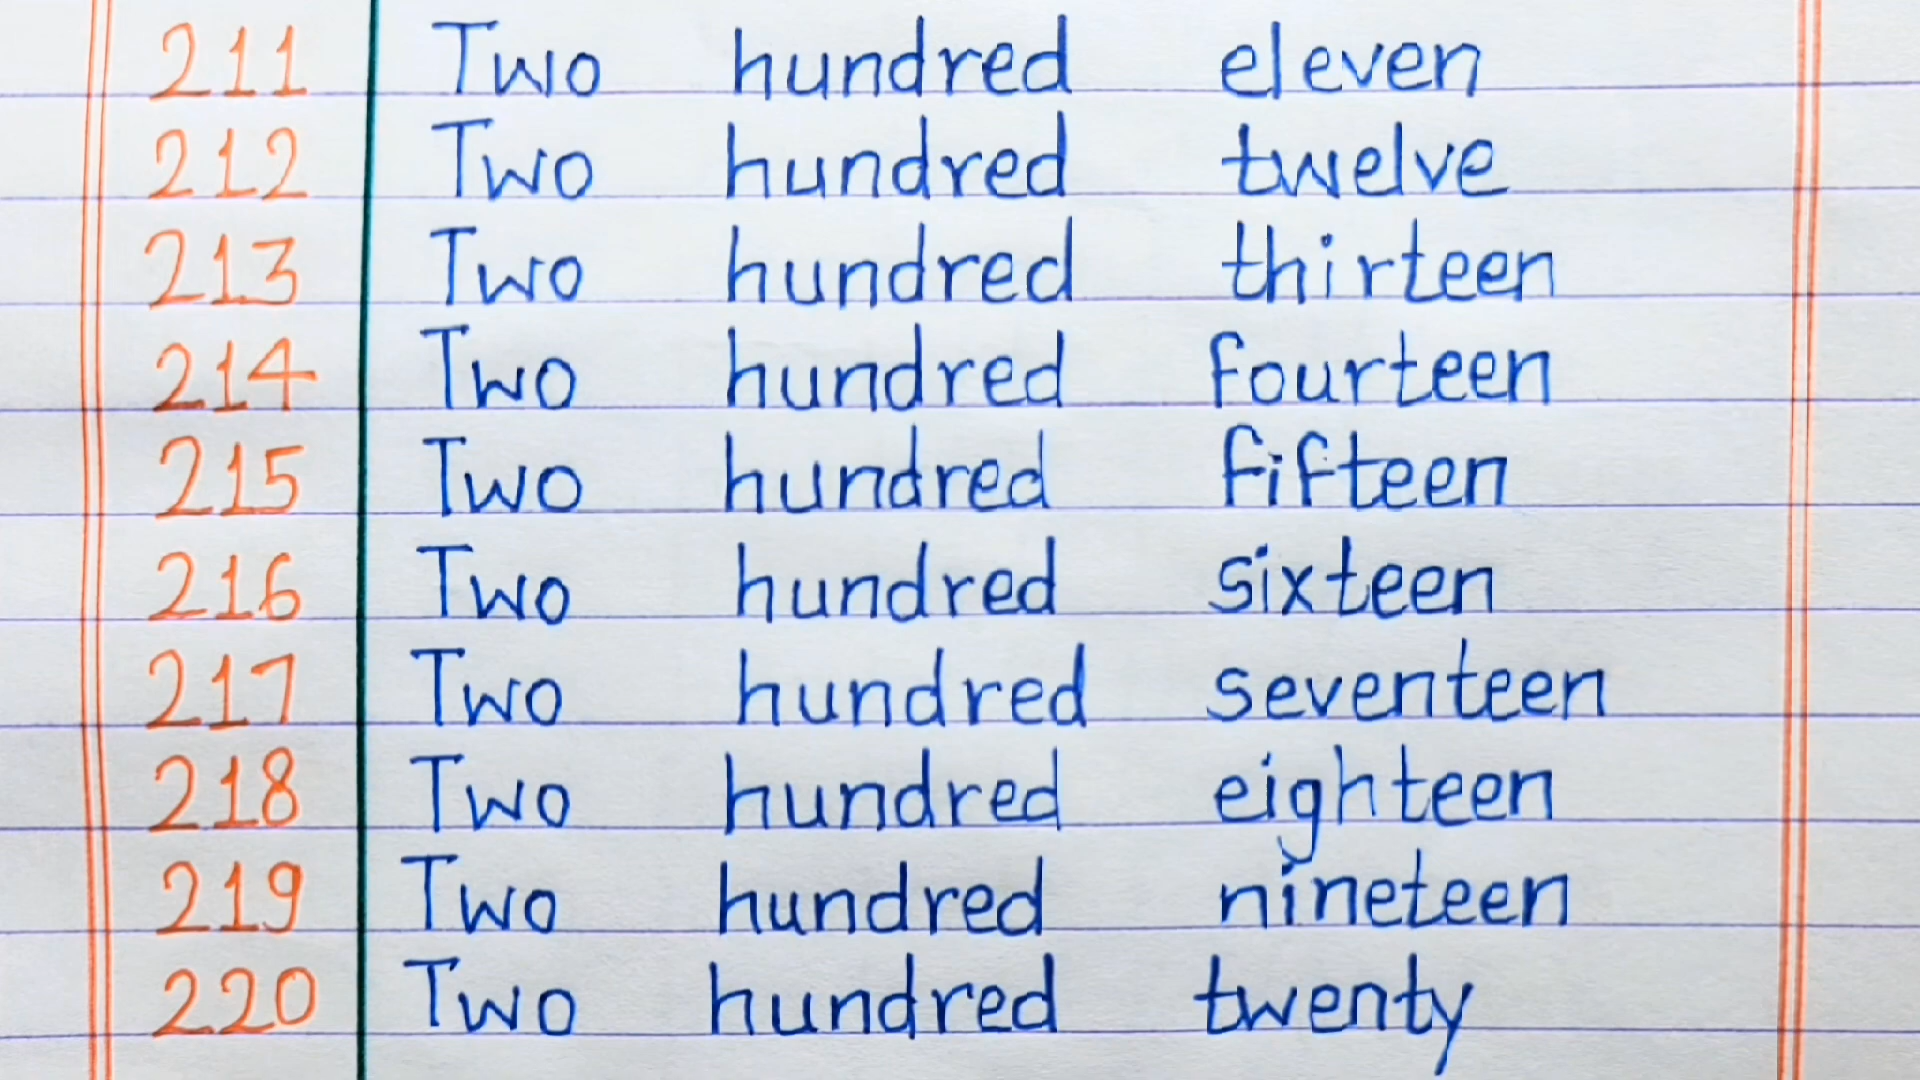 211 Two hundred eleven
212 Two hundred twelve
213 Two hundred thirteen
214 Two hundred fourteen
215 Two hundred fifteen
216 Two hundred sixteen
217 Two hundred seventeen
218 Two hundred eighteen
219 Two hundred nineteen
220 Two hundred twenty